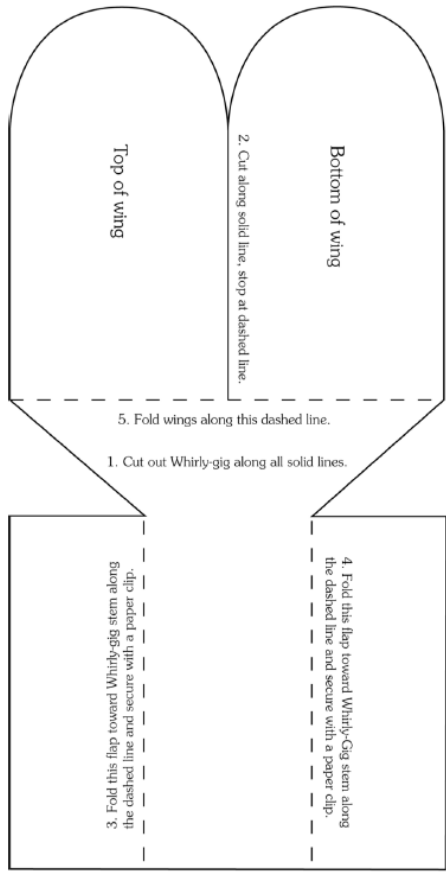 Top of wing
2. Cut along solid line, stop at dashed line.
Bottom of wing
5. Fold wings along this dashed line.
1. Cut out Whirly-gig along all solid lines.
3. Fold this flap toward Whirly-gig stem along
the dashed line and secure with a paper clip.
4. Fold this flap toward Whirly-Gig stem along
the dashed line and secure with a paper clip.